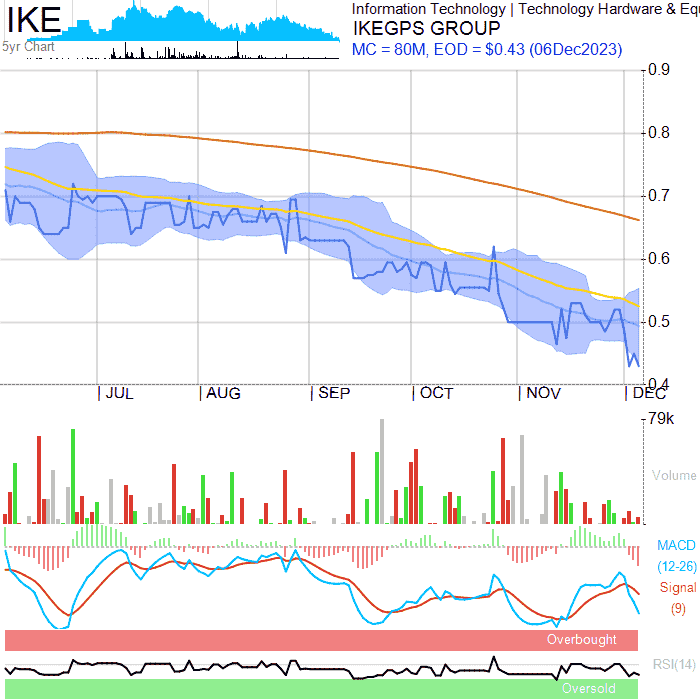 IKE
5yr Chart
Information Technology | Technology Hardware & Equ
IKEGPS GROUP
MC = 80M, EOD = $0.43 (06Dec2023)
0.9
0.8
0.7
0.6
0.5
0.4
| JUL | AUG | SEP | OCT | NOV | DEC
79k
Volume
MACD
(12-26)
Signal
(9)
Overbought
RSI(14)
Oversold